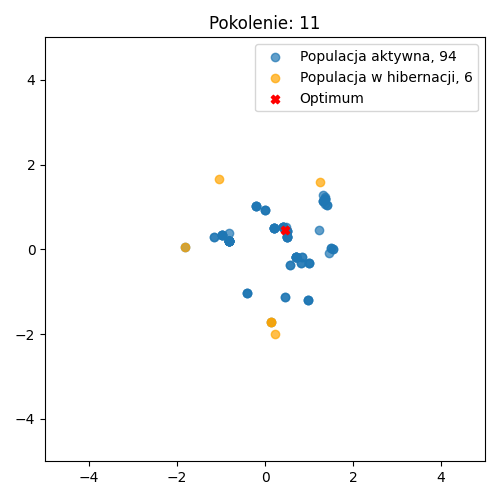 Pokolenie: 11
Populacja aktywna, 94
Populacja w hibernacji, 6
Optimum
4
2
0
−2
−4
−4
−2
0
2
4